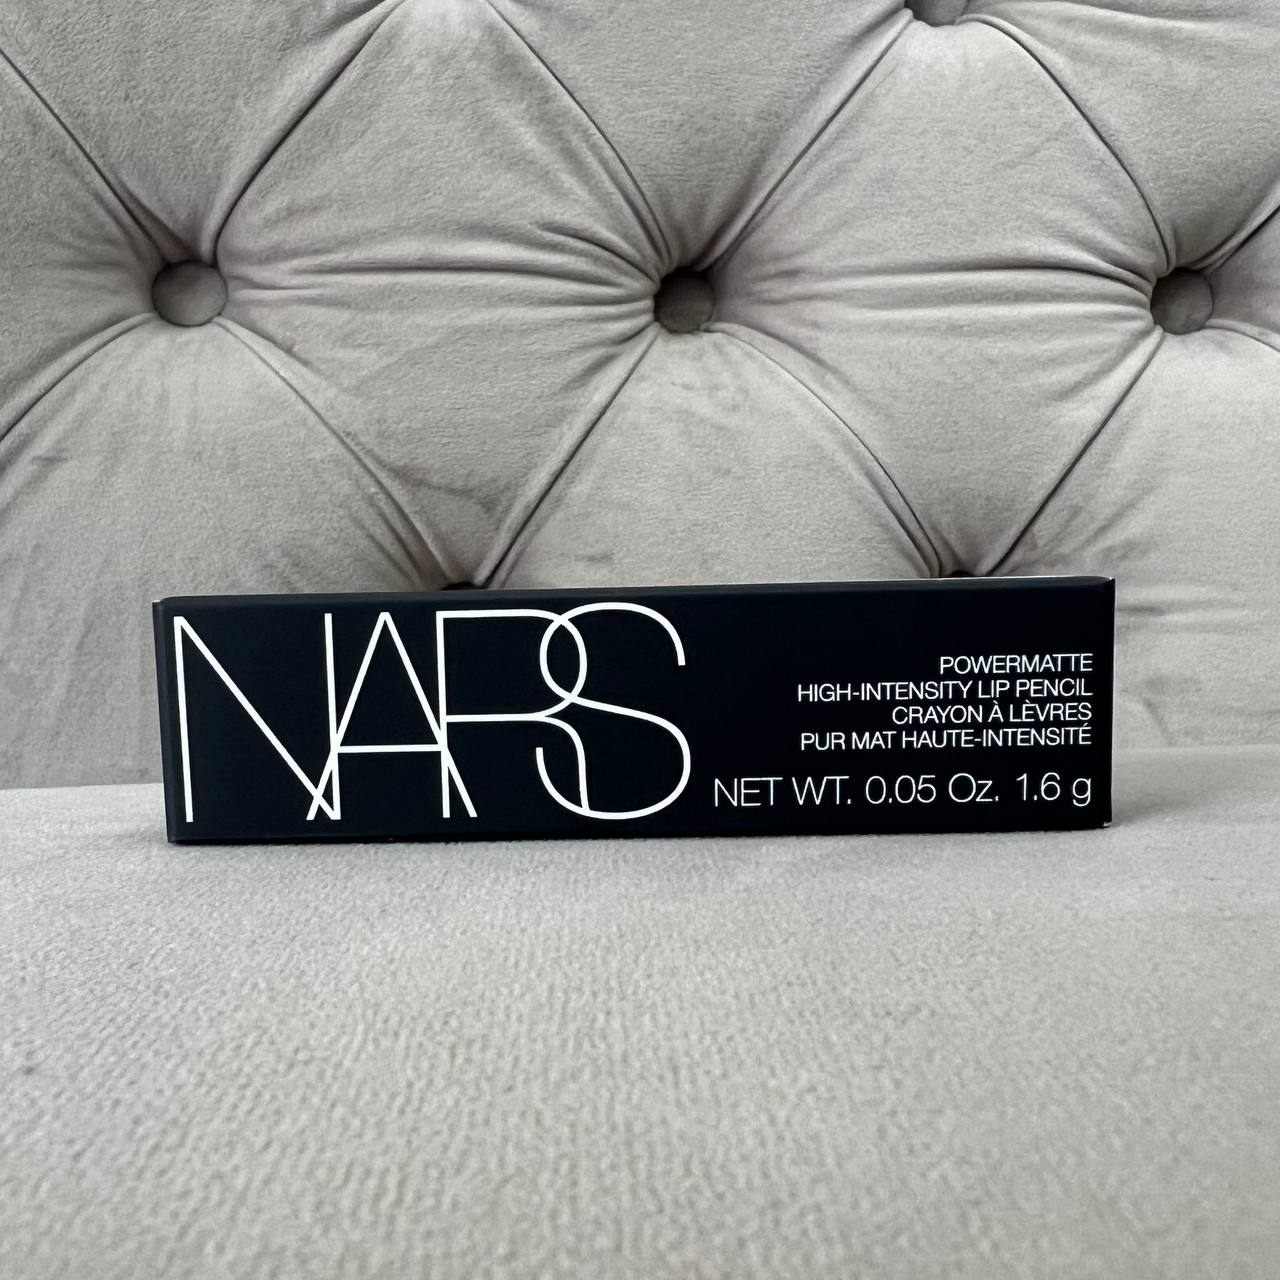 NARS
POWERMATTE
HIGH-INTENSITY LIP PENCIL
CRAYON À LÈVRES
PUR MAT HAUTE-INTENSITÉ
NET WT. 0.05 Oz. 1.6 g